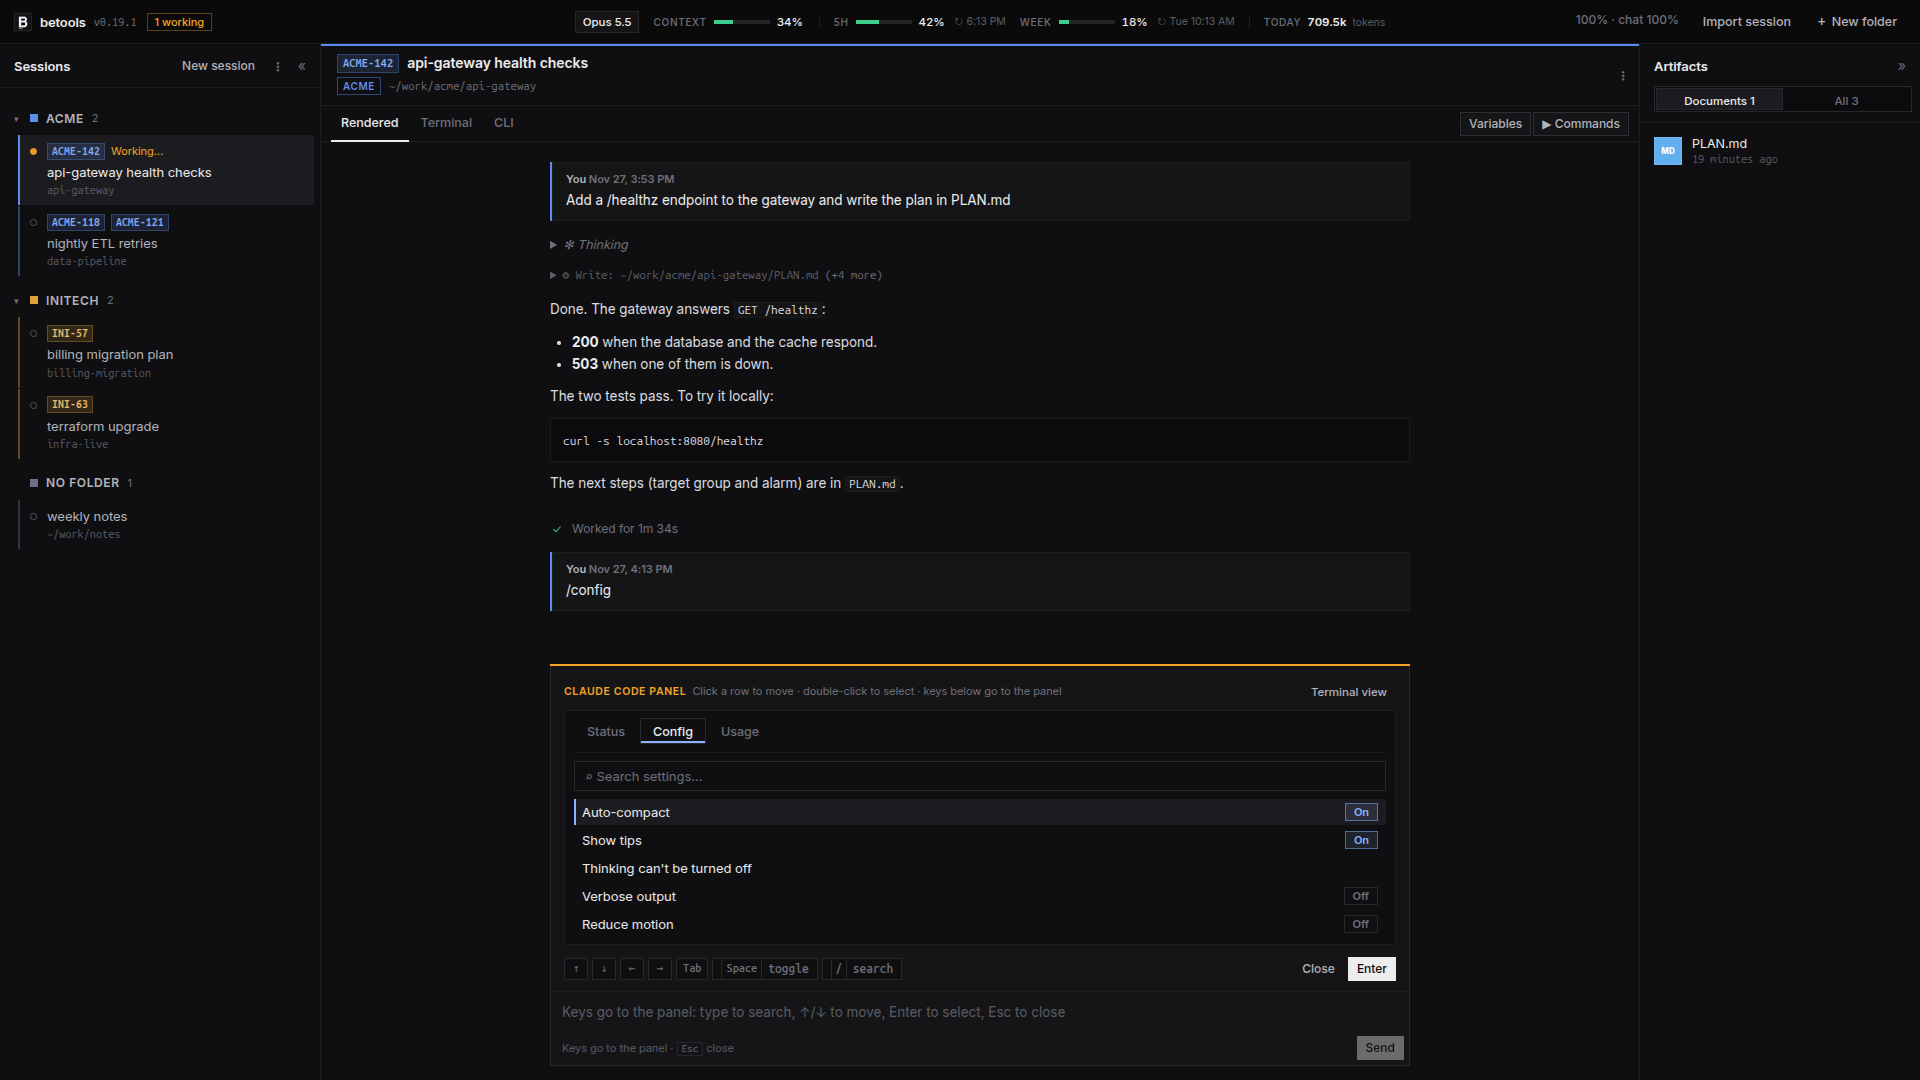 B betools v0.19.1 1 working
Opus 5.5 CONTEXT 34% 5H 42% ↻ 6:13 PM WEEK 18% ↻ Tue 10:13 AM TODAY 709.5k tokens
100% · chat 100% Import session + New folder
Sessions New session ⋮ «
▾ ACME 2
ACME-142 Working...
api-gateway health checks
api-gateway
ACME-118 ACME-121
nightly ETL retries
data-pipeline
▾ INITECH 2
INI-57
billing migration plan
billing-migration
INI-63
terraform upgrade
infra-live
NO FOLDER 1
weekly notes
~/work/notes
ACME-142 api-gateway health checks
ACME ~/work/acme/api-gateway
Rendered Terminal CLI
Variables ▶ Commands
You Nov 27, 3:53 PM
Add a /healthz endpoint to the gateway and write the plan in PLAN.md
▶ ✻ Thinking
▶ ⚙ Write: ~/work/acme/api-gateway/PLAN.md (+4 more)
Done. The gateway answers GET /healthz:
• 200 when the database and the cache respond.
• 503 when one of them is down.
The two tests pass. To try it locally:
curl -s localhost:8080/healthz
The next steps (target group and alarm) are in PLAN.md.
✓ Worked for 1m 34s
You Nov 27, 4:13 PM
/config
CLAUDE CODE PANEL Click a row to move · double-click to select · keys below go to the panel Terminal view
Status Config Usage
⌕ Search settings...
Auto-compact On
Show tips On
Thinking can't be turned off
Verbose output Off
Reduce motion Off
↑ ↓ ← → Tab Space toggle / search Close Enter
Keys go to the panel: type to search, ↑/↓ to move, Enter to select, Esc to close
Keys go to the panel · Esc close Send
Artifacts »
Documents 1 All 3
MD PLAN.md
19 minutes ago